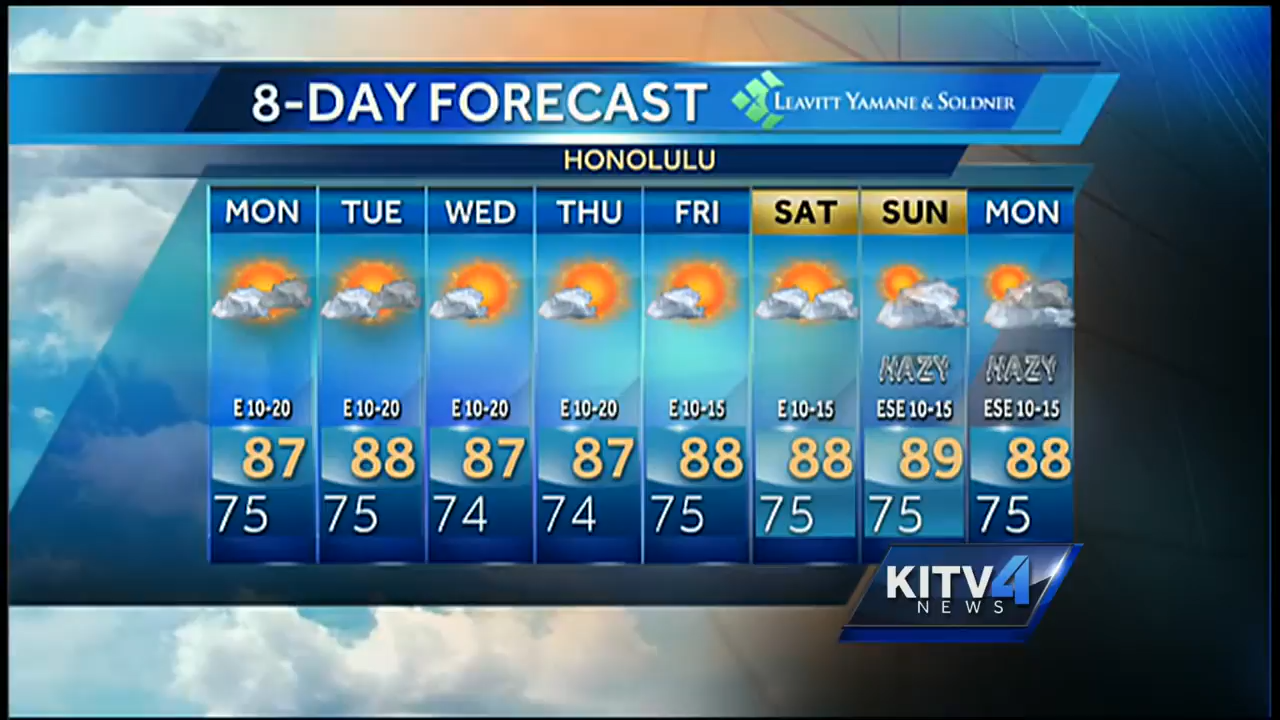 8-DAY FORECAST LEAVITT YAMANE & SOLDNER
HONOLULU
MON TUE WED THU FRI SAT SUN MON
HAZY HAZY
E 10-20 E 10-20 E 10-20 E 10-20 E 10-15 E 10-15 ESE 10-15 ESE 10-15
87 88 87 87 88 88 89 88
75 75 74 74 75 75 75 75
KITV4
NEWS